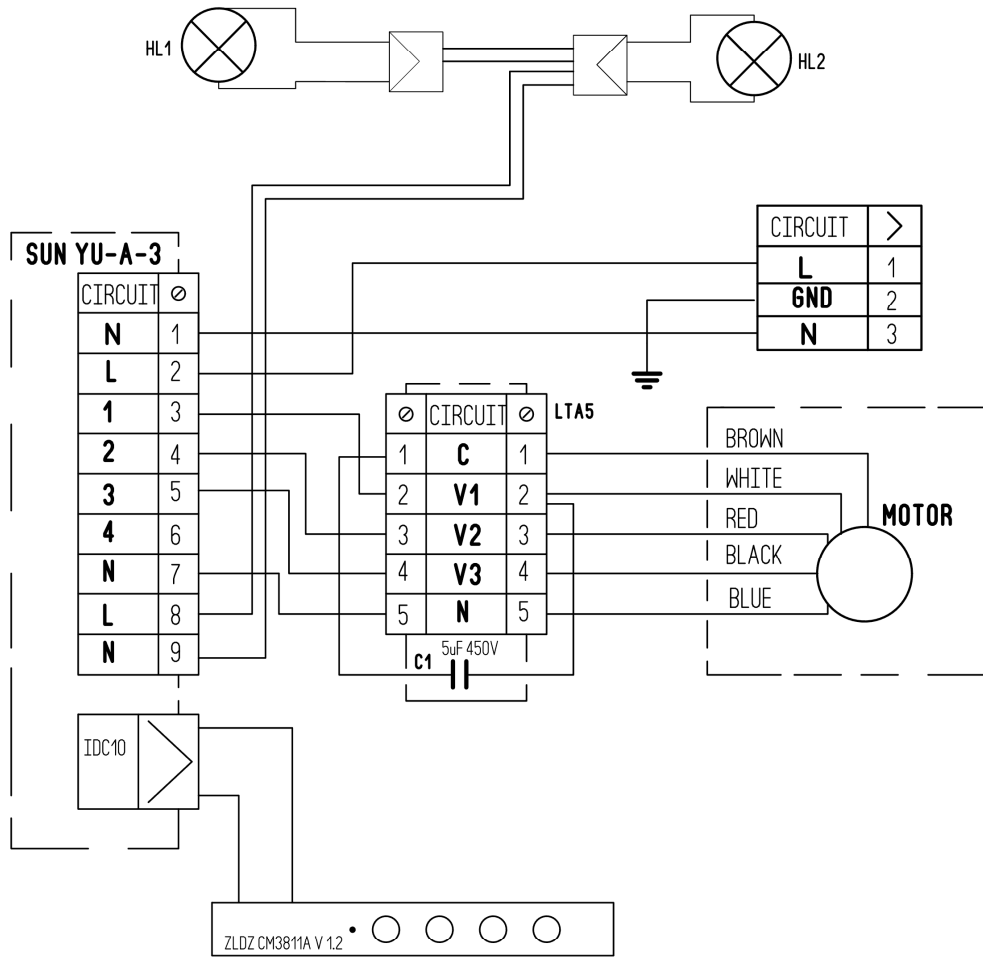 HL1
HL2
SUN YU-A-3
CIRCUIT
N 1
L 2
1 3
2 4
3 5
4 6
N 7
L 8
N 9
CIRCUIT
L 1
GND 2
N 3
CIRCUIT LTA5
1 C 1
2 V1 2
3 V2 3
4 V3 4
5 N 5
C1 5uF 450V
BROWN
WHITE
RED
BLACK
BLUE
MOTOR
IDC10
ZLDZ CM3811A V 1.2